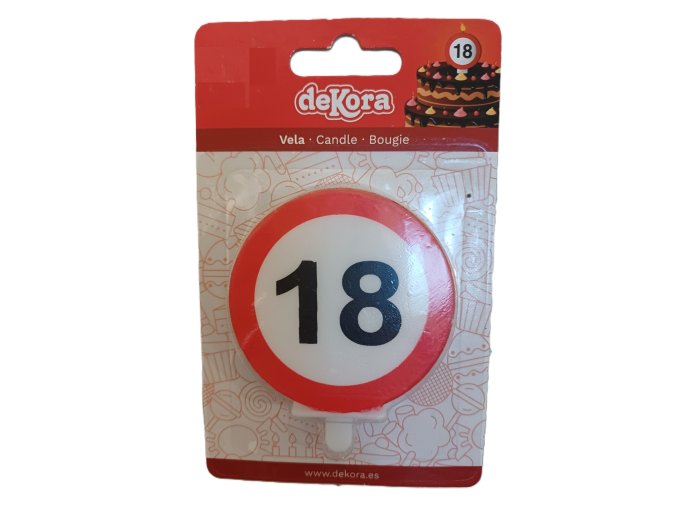 18
deKora
Vela · Candle · Bougie
18
www.dekora.es